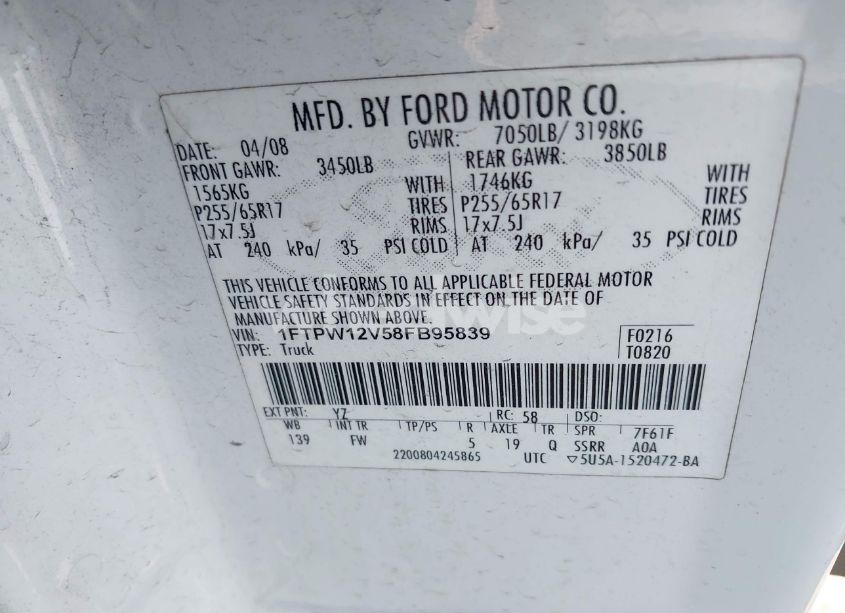 MFD. BY FORD MOTOR CO.
DATE: 04/08 GVWR: 7050LB/ 3198KG
FRONT GAWR: 3450LB REAR GAWR: 3850LB
1565KG WITH 1746KG WITH
P255/65R17 TIRES P255/65R17 TIRES
17x7.5J RIMS 17x7.5J RIMS
AT 240 kPa/ 35 PSI COLD AT 240 kPa/ 35 PSI COLD
THIS VEHICLE CONFORMS TO ALL APPLICABLE FEDERAL MOTOR
VEHICLE SAFETY STANDARDS IN EFFECT ON THE DATE OF
MANUFACTURE SHOWN ABOVE.
VIN: 1FTPW12V58FB95839 F0216
TYPE: Truck T0820
EXT PNT: YZ RC: 58 DSO:
WB INT TR TP/PS R AXLE TR SPR 7F61F
139 FW 5 19 Q SSRR A0A
2200804245865 UTC ▽5U5A-1520472-BA